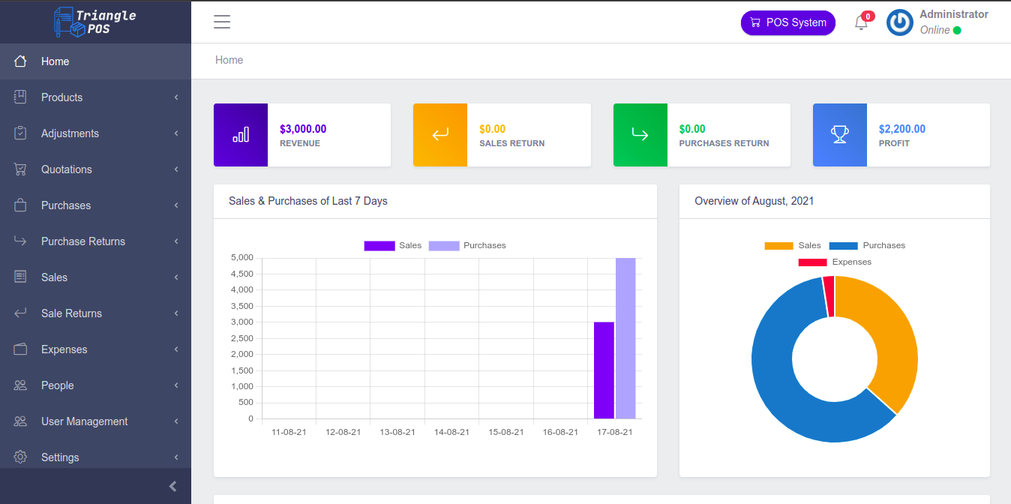 Triangle
POS
POS System
0
Administrator
Online
Home
Products
Adjustments
Quotations
Purchases
Purchase Returns
Sales
Sale Returns
Expenses
People
User Management
Settings
Home
$3,000.00
REVENUE
$0.00
SALES RETURN
$0.00
PURCHASES RETURN
$2,200.00
PROFIT
Sales & Purchases of Last 7 Days
Sales Purchases
5,000
4,500
4,000
3,500
3,000
2,500
2,000
1,500
1,000
500
0
11-08-21 12-08-21 13-08-21 14-08-21 15-08-21 16-08-21 17-08-21
Overview of August, 2021
Sales Purchases
Expenses